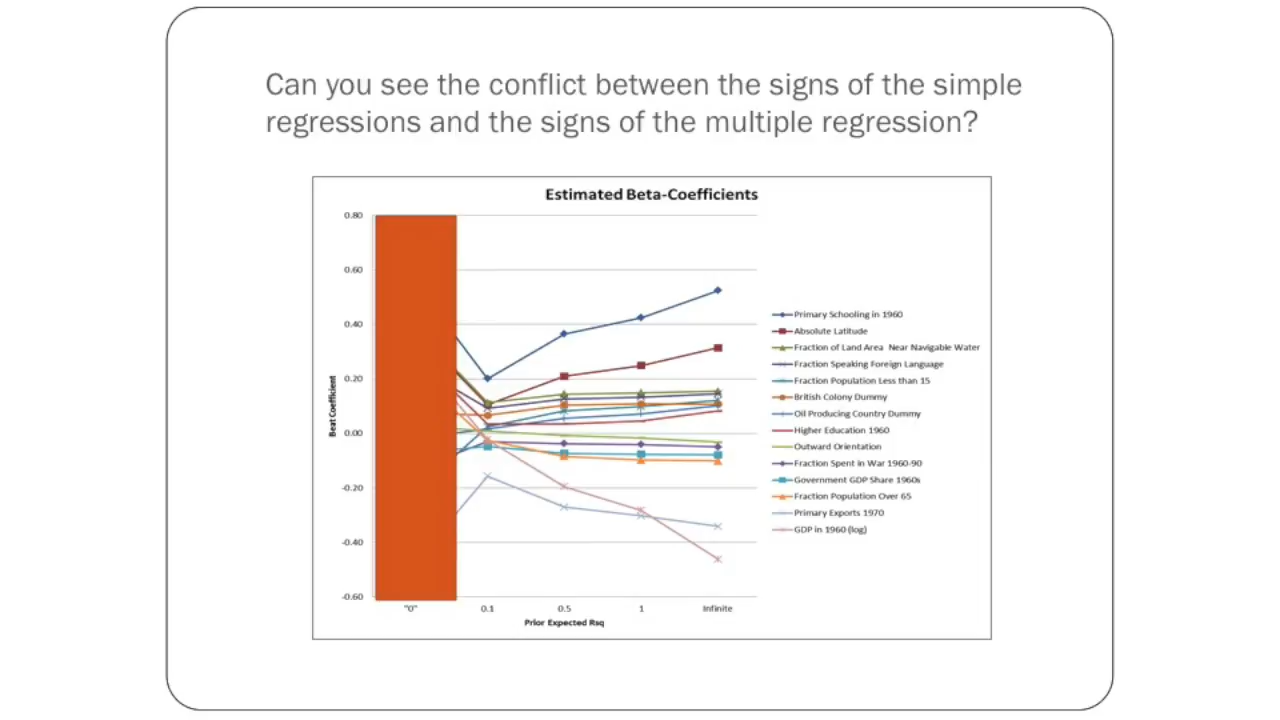 Can you see the conflict between the signs of the simple
regressions and the signs of the multiple regression?
Estimated Beta-Coefficients
Beat Coefficient
0.80
0.60
0.40
0.20
0.00
-0.20
-0.40
-0.60
"0"
0.1
0.5
1
Infinite
Prior Expected Rsq
Primary Schooling in 1960
Absolute Latitude
Fraction of Land Area Near Navigable Water
Fraction Speaking Foreign Language
Fraction Population Less than 15
British Colony Dummy
Oil Producing Country Dummy
Higher Education 1960
Outward Orientation
Fraction Spent in War 1960-90
Government GDP Share 1960s
Fraction Population Over 65
Primary Exports 1970
GDP in 1960 (log)